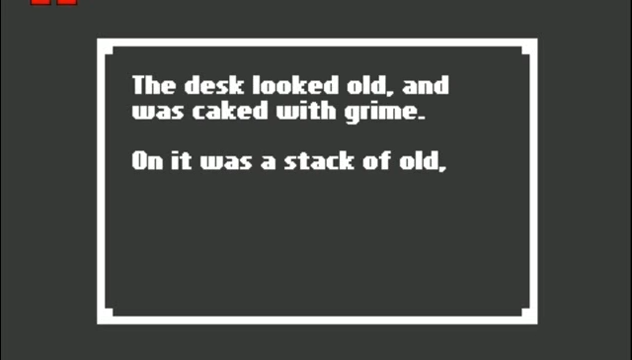 The desk looked old, and
was caked with grime.
On it was a stack of old,